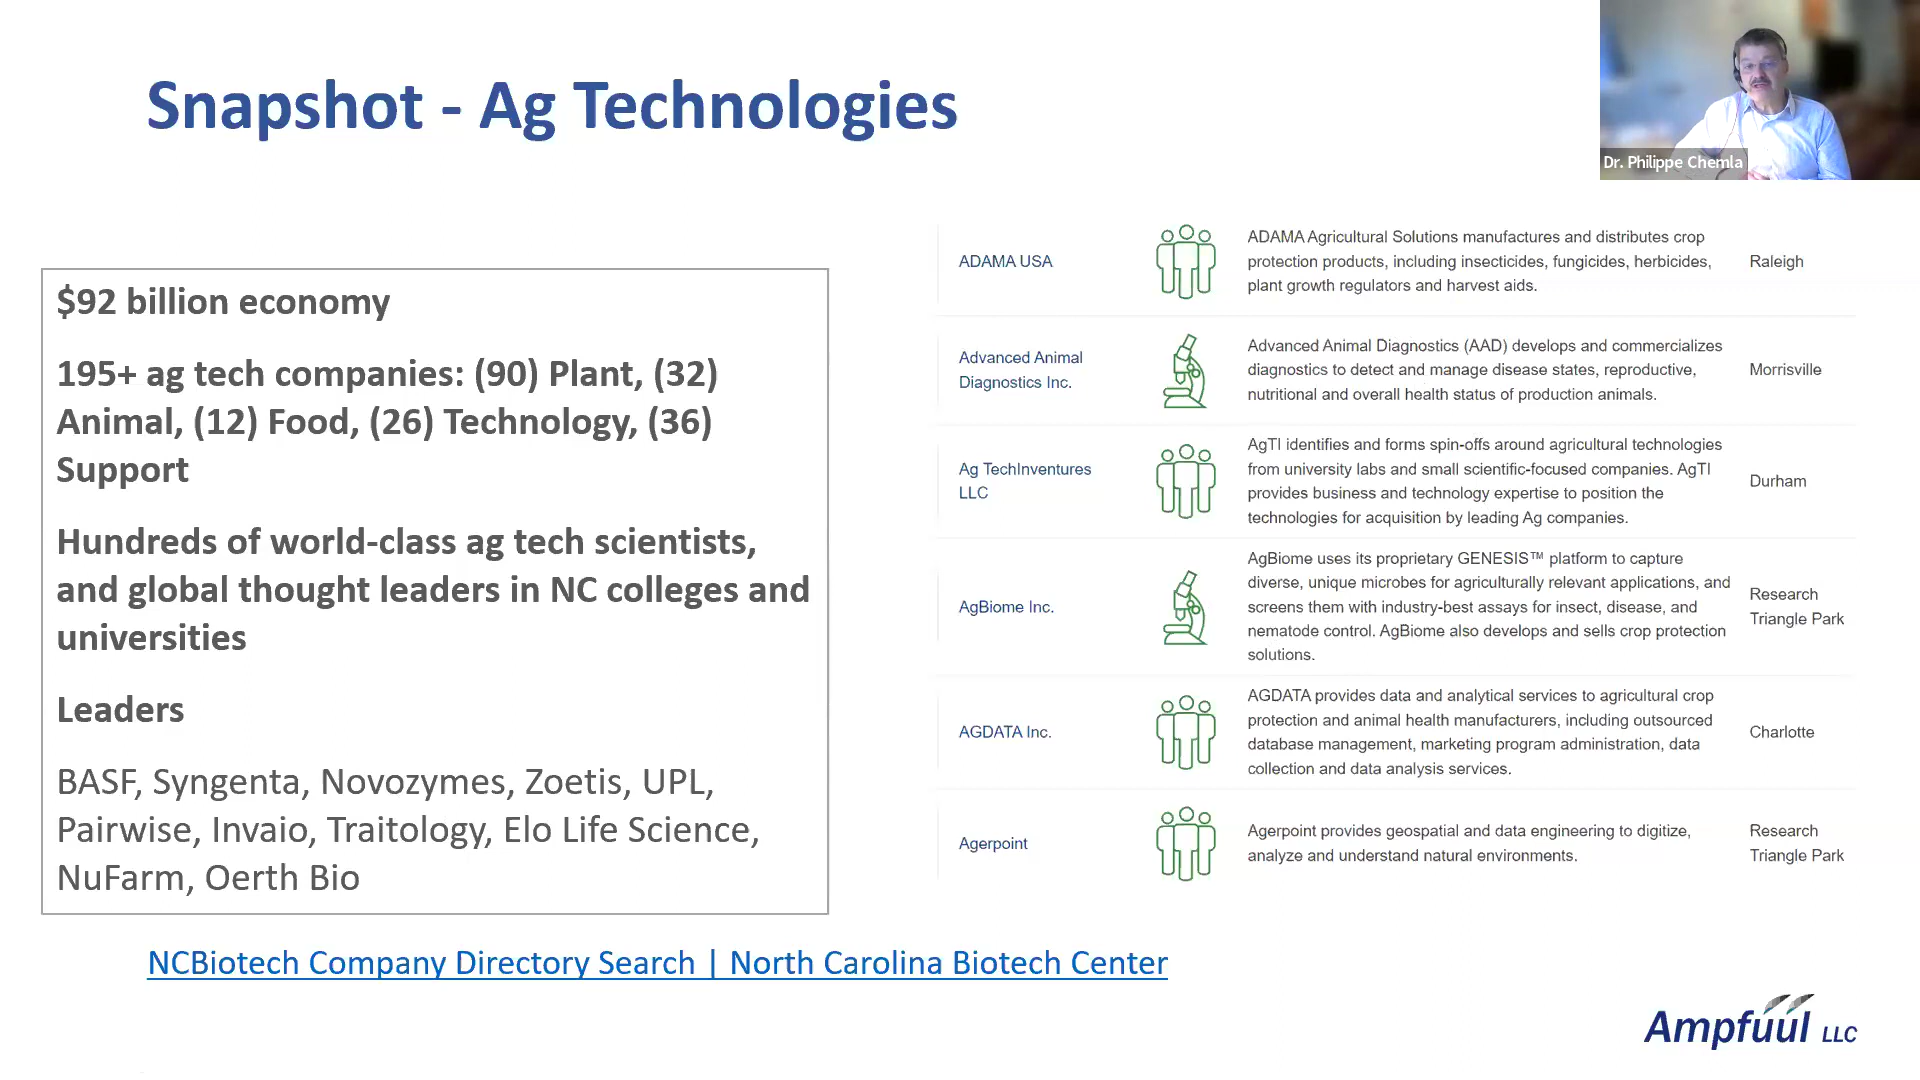 Snapshot - Ag Technologies
Dr. Philippe Chemla
$92 billion economy
195+ ag tech companies: (90) Plant, (32)
Animal, (12) Food, (26) Technology, (36)
Support
Hundreds of world-class ag tech scientists,
and global thought leaders in NC colleges and
universities
Leaders
BASF, Syngenta, Novozymes, Zoetis, UPL,
Pairwise, Invaio, Traitology, Elo Life Science,
NuFarm, Oerth Bio
ADAMA USA
ADAMA Agricultural Solutions manufactures and distributes crop
protection products, including insecticides, fungicides, herbicides,
plant growth regulators and harvest aids.
Raleigh
Advanced Animal
Diagnostics Inc.
Advanced Animal Diagnostics (AAD) develops and commercializes
diagnostics to detect and manage disease states, reproductive,
nutritional and overall health status of production animals.
Morrisville
Ag TechInventures
LLC
AgTI identifies and forms spin-offs around agricultural technologies
from university labs and small scientific-focused companies. AgTI
provides business and technology expertise to position the
technologies for acquisition by leading Ag companies.
Durham
AgBiome Inc.
AgBiome uses its proprietary GENESIS™ platform to capture
diverse, unique microbes for agriculturally relevant applications, and
screens them with industry-best assays for insect, disease, and
nematode control. AgBiome also develops and sells crop protection
solutions.
Research
Triangle Park
AGDATA Inc.
AGDATA provides data and analytical services to agricultural crop
protection and animal health manufacturers, including outsourced
database management, marketing program administration, data
collection and data analysis services.
Charlotte
Agerpoint
Agerpoint provides geospatial and data engineering to digitize,
analyze and understand natural environments.
Research
Triangle Park
NCBiotech Company Directory Search | North Carolina Biotech Center
Ampfuul LLC